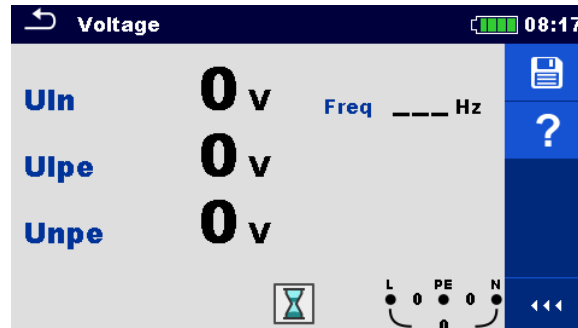 Voltage 08:17
Uln 0 V Freq ___ Hz
?
Ulpe 0 V
Unpe 0 V
L PE N
0 0
0